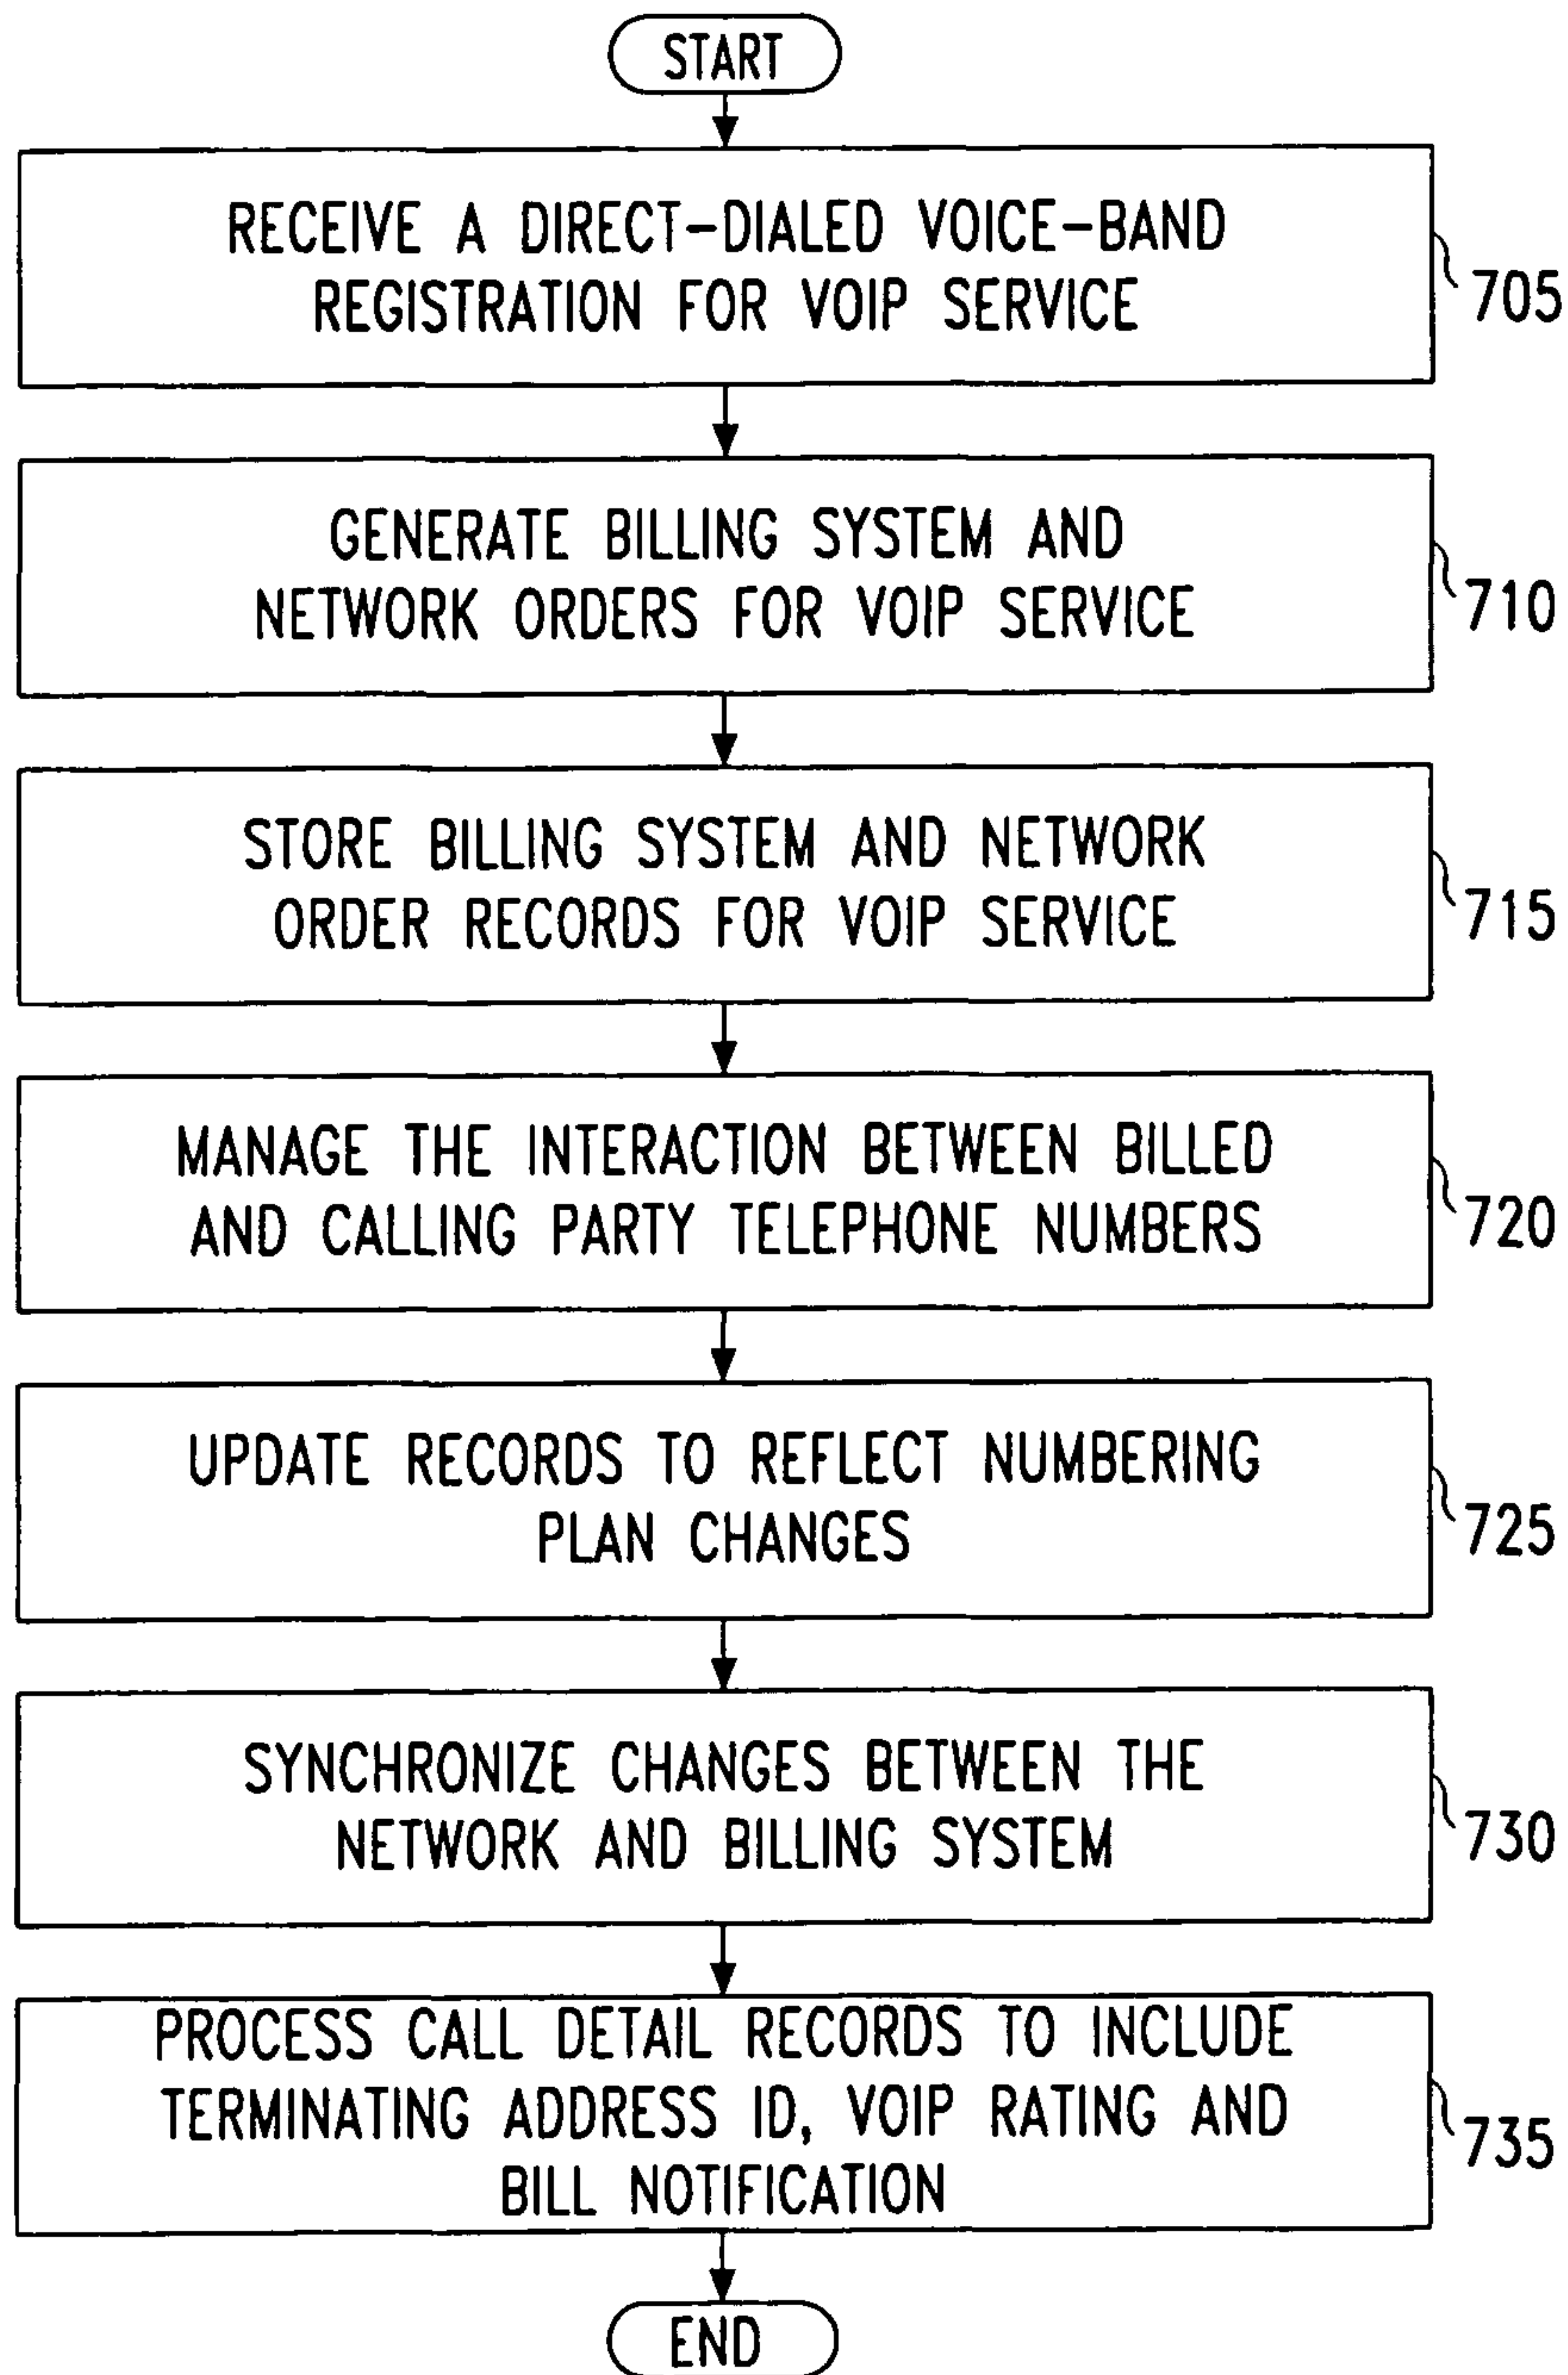 START
RECEIVE A DIRECT-DIALED VOICE-BAND
REGISTRATION FOR VOIP SERVICE
705
GENERATE BILLING SYSTEM AND
NETWORK ORDERS FOR VOIP SERVICE
710
STORE BILLING SYSTEM AND NETWORK
ORDER RECORDS FOR VOIP SERVICE
715
MANAGE THE INTERACTION BETWEEN BILLED
AND CALLING PARTY TELEPHONE NUMBERS
720
UPDATE RECORDS TO REFLECT NUMBERING
PLAN CHANGES
725
SYNCHRONIZE CHANGES BETWEEN THE
NETWORK AND BILLING SYSTEM
730
PROCESS CALL DETAIL RECORDS TO INCLUDE
TERMINATING ADDRESS ID, VOIP RATING AND
BILL NOTIFICATION
735
END